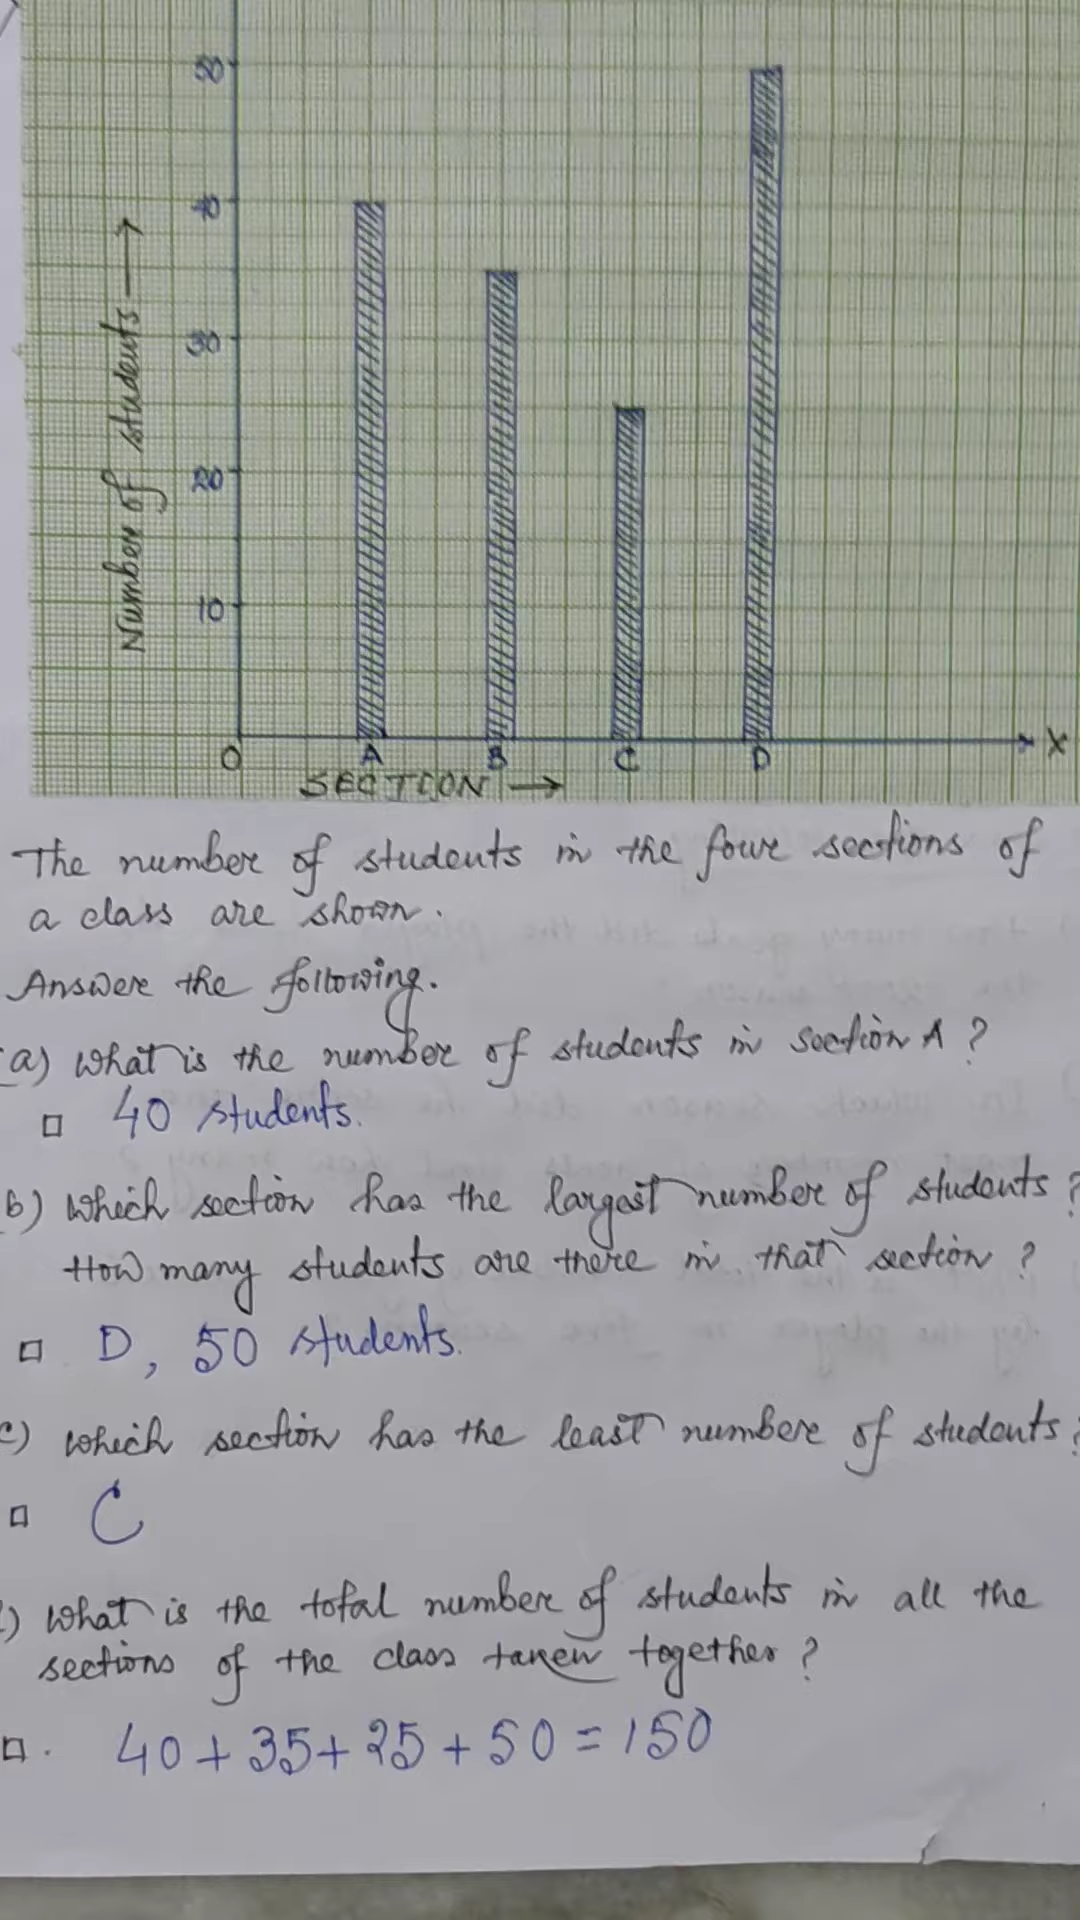 50
40
30
20
10
Number of students →
O
A
B
C
D
X
SECTION →
The number of students in the four sections of
a class are shown.
Answer the following.
(a) What is the number of students in section A ?
40 students.
b) Which section has the largest number of students ?
How many students are there in that section ?
D, 50 students.
c) Which section has the least number of students ?
C
) What is the total number of students in all the
sections of the class taken together ?
40 + 35 + 25 + 50 = 150